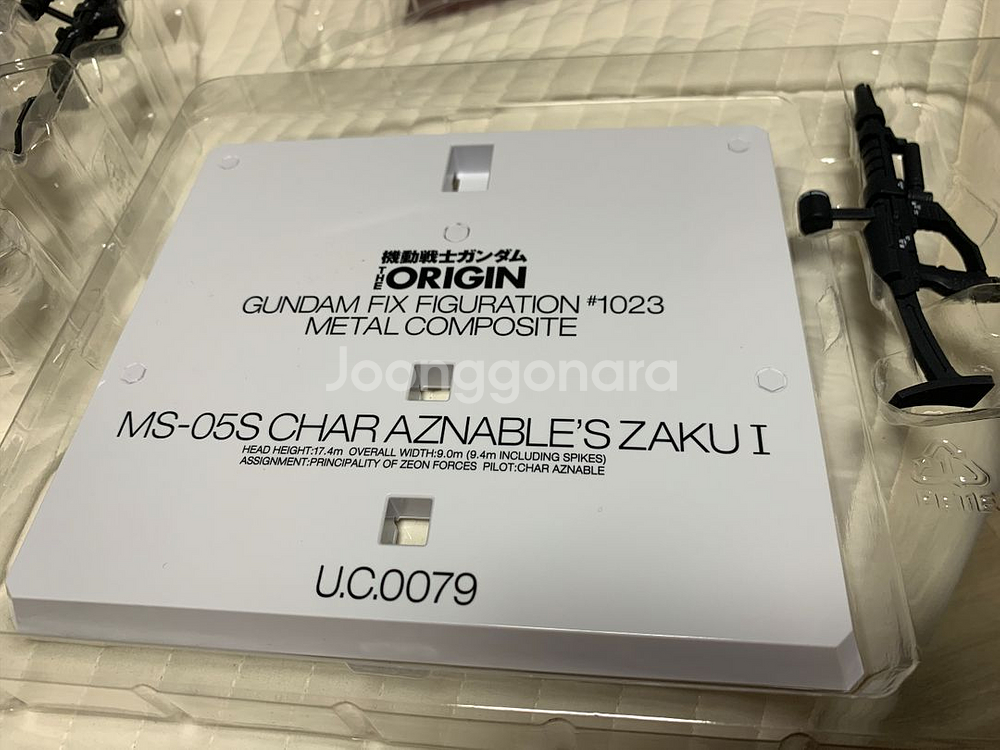 機動戦士ガンダム
THE ORIGIN
GUNDAM FIX FIGURATION #1023
METAL COMPOSITE
Joonggonara
MS-05S CHAR AZNABLE'S ZAKU I
HEAD HEIGHT:17.4m OVERALL WIDTH:9.0m (9.4m INCLUDING SPIKES)
ASSIGNMENT:PRINCIPALITY OF ZEON FORCES PILOT:CHAR AZNABLE
U.C.0079